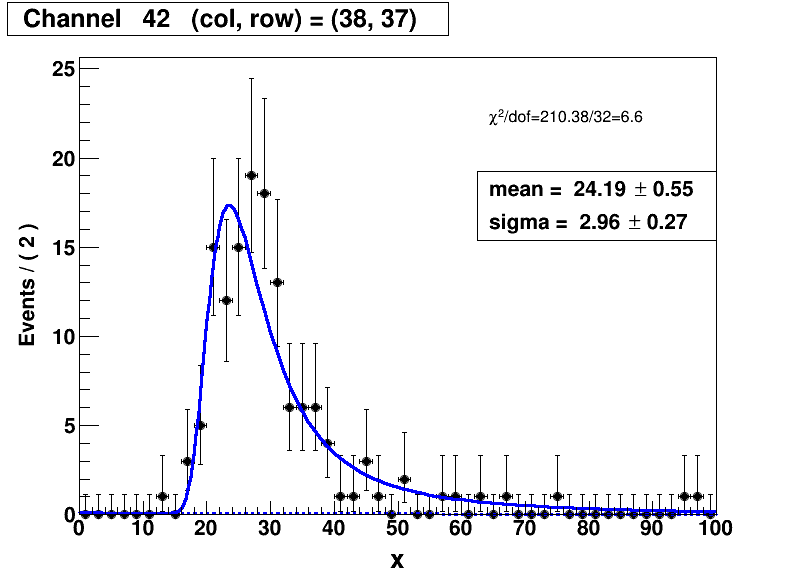 Channel 42 (col, row) = (38, 37)
25
χ²/dof=210.38/32=6.6
20
mean = 24.19 ± 0.55
sigma = 2.96 ± 0.27
15
Events / ( 2 )
10
5
0
0 10 20 30 40 50 60 70 80 90 100
x